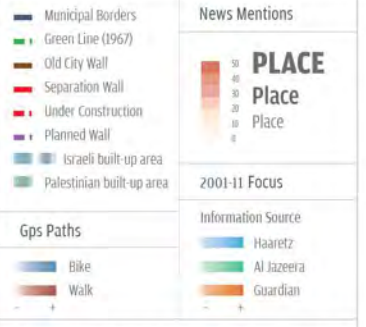 Municipal Borders
Green Line (1967)
Old City Wall
Separation Wall
Under Construction
Planned Wall
Israeli built-up area
Palestinian built-up area
Gps Paths
Bike
Walk
- +
News Mentions
50
40
30
20
10
0
PLACE
Place
Place
2001-11 Focus
Information Source
Haaretz
Al Jazeera
Guardian
- +